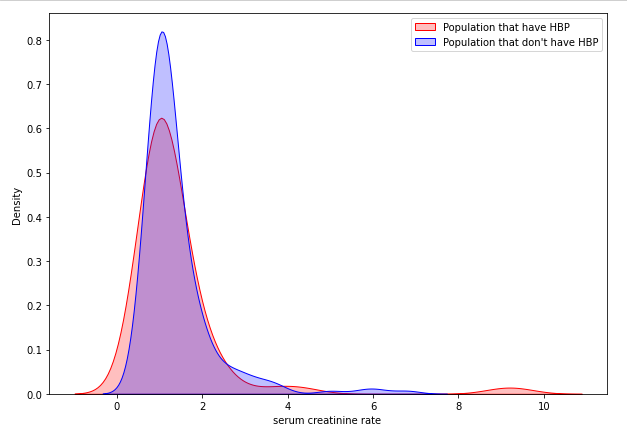 Population that have HBP
Population that don't have HBP
0.8
0.7
0.6
0.5
0.4
0.3
0.2
0.1
0.0
Density
0 2 4 6 8 10
serum creatinine rate